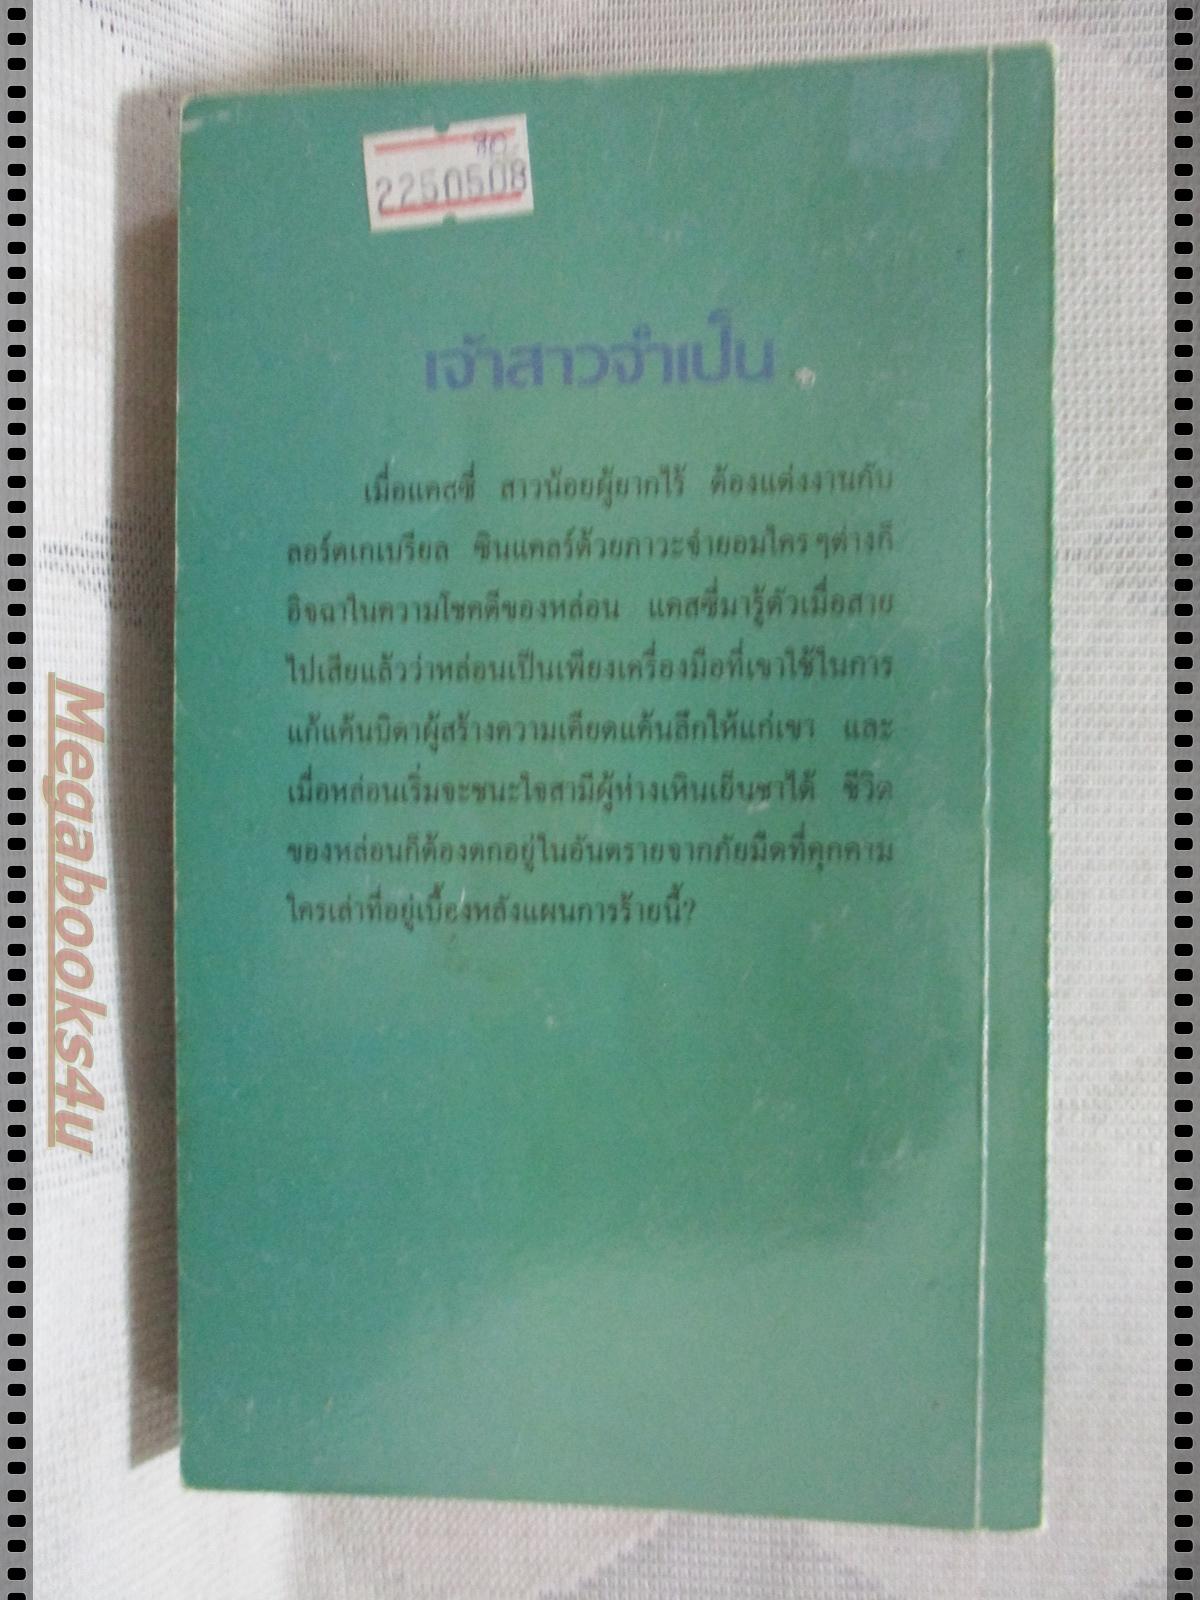 80
2250508
เจ้าสาวจำเป็น
เมื่อแคสซี่ สาวน้อยผู้ยากไร้ ต้องแต่งงานกับ
ลอร์ดเกเบรียล ซินแคลร์ด้วยภาวะจำยอมใครๆต่างก็
อิจฉาในความโชคดีของหล่อน แคสซี่มารู้ตัวเมื่อสาย
ไปเสียแล้วว่าหล่อนเป็นเพียงเครื่องมือที่เขาใช้ในการ
แก้แค้นบิดาผู้สร้างความเคียดแค้นลึกให้แก่เขา และ
เมื่อหล่อนเริ่มจะชนะใจสามีผู้ห่างเหินเย็นชาได้ ชีวิต
ของหล่อนก็ต้องตกอยู่ในอันตรายจากภัยมืดที่คุกคาม
ใครเล่าที่อยู่เบื้องหลังแผนการร้ายนี้?
Megabooks4u